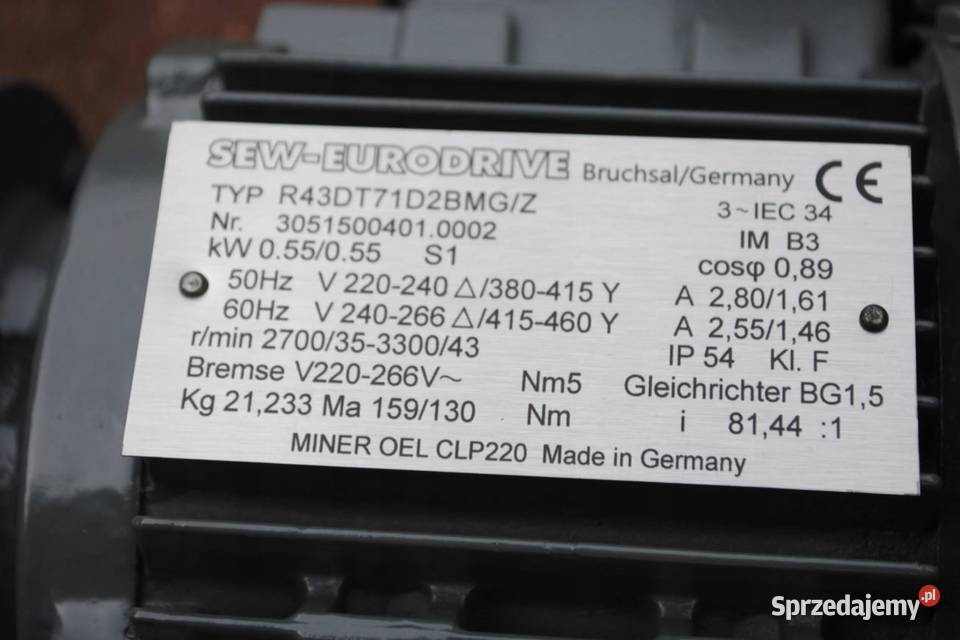 SEW-EURODRIVE Bruchsal/Germany CE
TYP R43DT71D2BMG/Z 3~IEC 34
Nr. 3051500401.0002 IM B3
kW 0.55/0.55 S1 cosφ 0,89
50Hz V 220-240 △/380-415 Y A 2,80/1,61
60Hz V 240-266 △/415-460 Y A 2,55/1,46
r/min 2700/35-3300/43 IP 54 Kl. F
Bremse V220-266V~ Nm5 Gleichrichter BG1,5
Kg 21,233 Ma 159/130 Nm i 81,44 :1
MINER OEL CLP220 Made in Germany
Sprzedajemy.pl